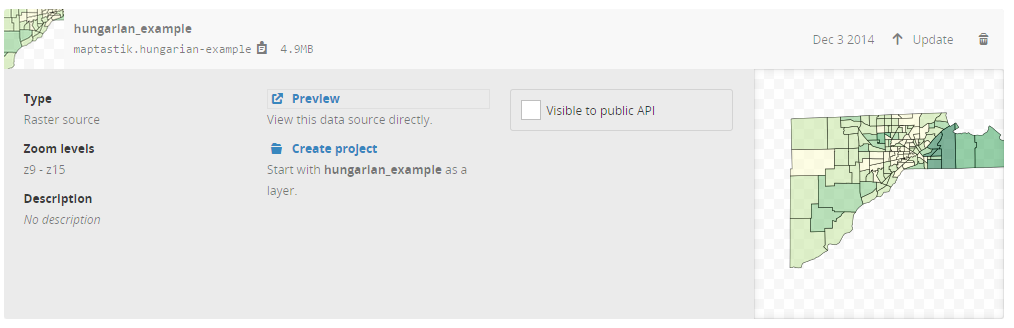 hungarian_example
maptastik.hungarian-example 4.9MB
Dec 3 2014 Update
Type
Raster source
Zoom levels
z9 - z15
Description
No description
Preview
View this data source directly.
Create project
Start with hungarian_example as a
layer.
Visible to public API